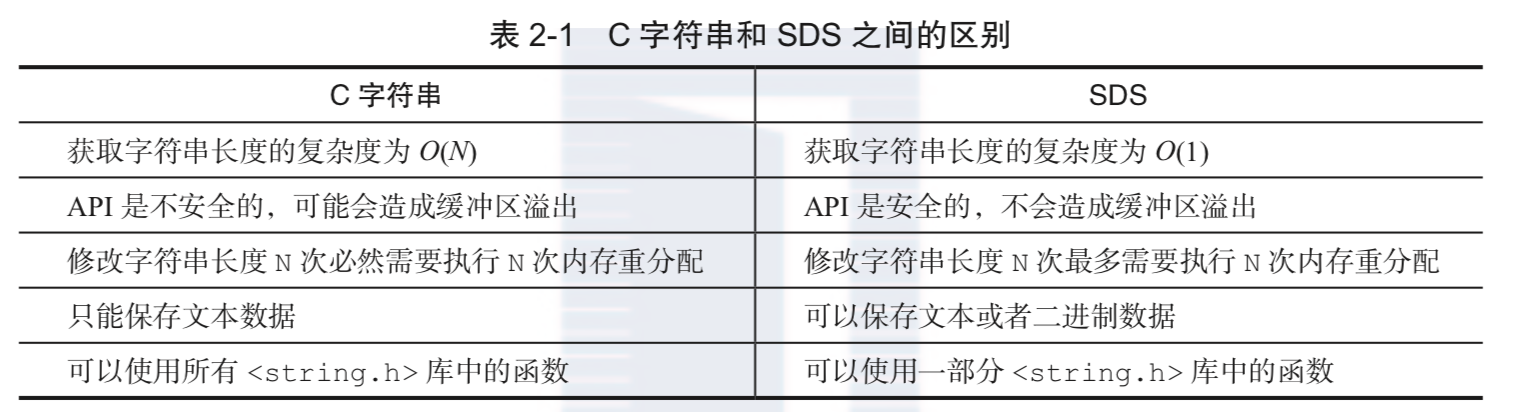 表 2-1 C 字符串和 SDS 之间的区别
C 字符串 SDS
获取字符串长度的复杂度为 O(N) 获取字符串长度的复杂度为 O(1)
API 是不安全的，可能会造成缓冲区溢出 API 是安全的，不会造成缓冲区溢出
修改字符串长度 N 次必然需要执行 N 次内存重分配 修改字符串长度 N 次最多需要执行 N 次内存重分配
只能保存文本数据 可以保存文本或者二进制数据
可以使用所有 <string.h> 库中的函数 可以使用一部分 <string.h> 库中的函数